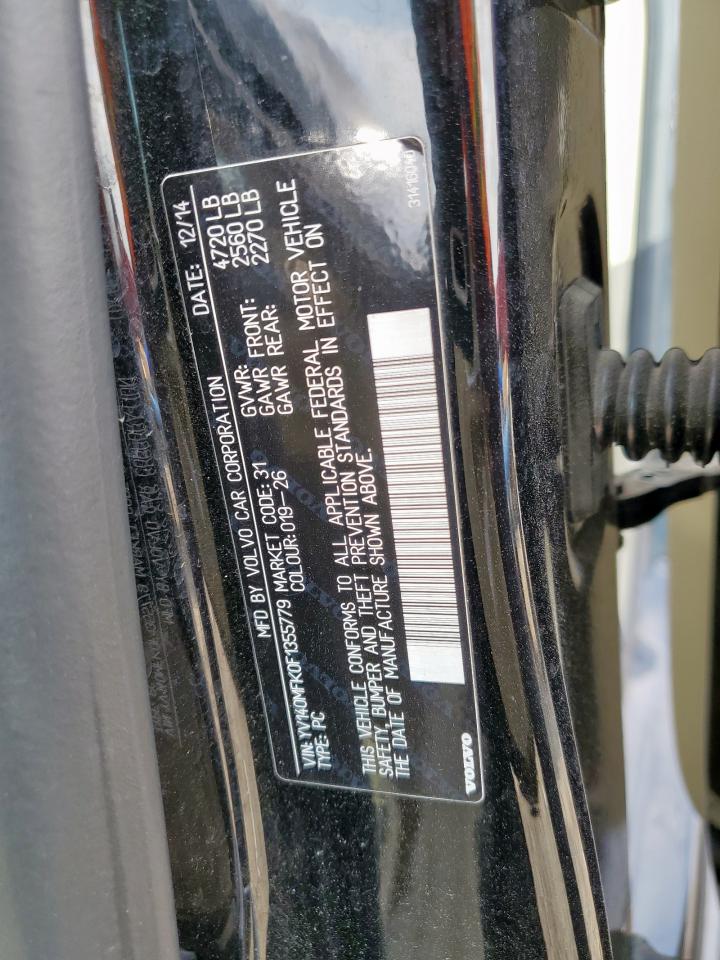 MFD BY VOLVO CAR CORPORATION DATE: 12/14
GVWR: 4720 LB
GAWR FRONT: 2560 LB
GAWR REAR: 2270 LB
VIN: YV140MFK0F1355779 MARKET CODE: 31
TYPE: PC COLOUR: 019-26
THIS VEHICLE CONFORMS TO ALL APPLICABLE FEDERAL MOTOR VEHICLE
SAFETY, BUMPER AND THEFT PREVENTION STANDARDS IN EFFECT ON
THE DATE OF MANUFACTURE SHOWN ABOVE.
VOLVO